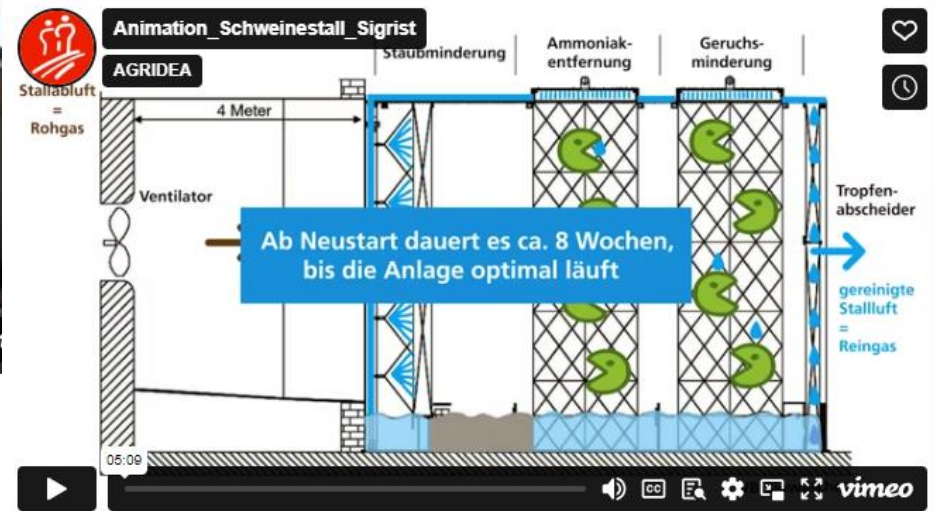 Animation_Schweinestall_Sigrist
AGRIDEA
Stallabluft
=
Rohgas
4 Meter
Ventilator
Staubminderung
Ammoniak-
entfernung
Geruchs-
minderung
Ab Neustart dauert es ca. 8 Wochen,
bis die Anlage optimal läuft
Tropfen-
abscheider
gereinigte
Stallluft
=
Reingas
05:09
CC
vimeo